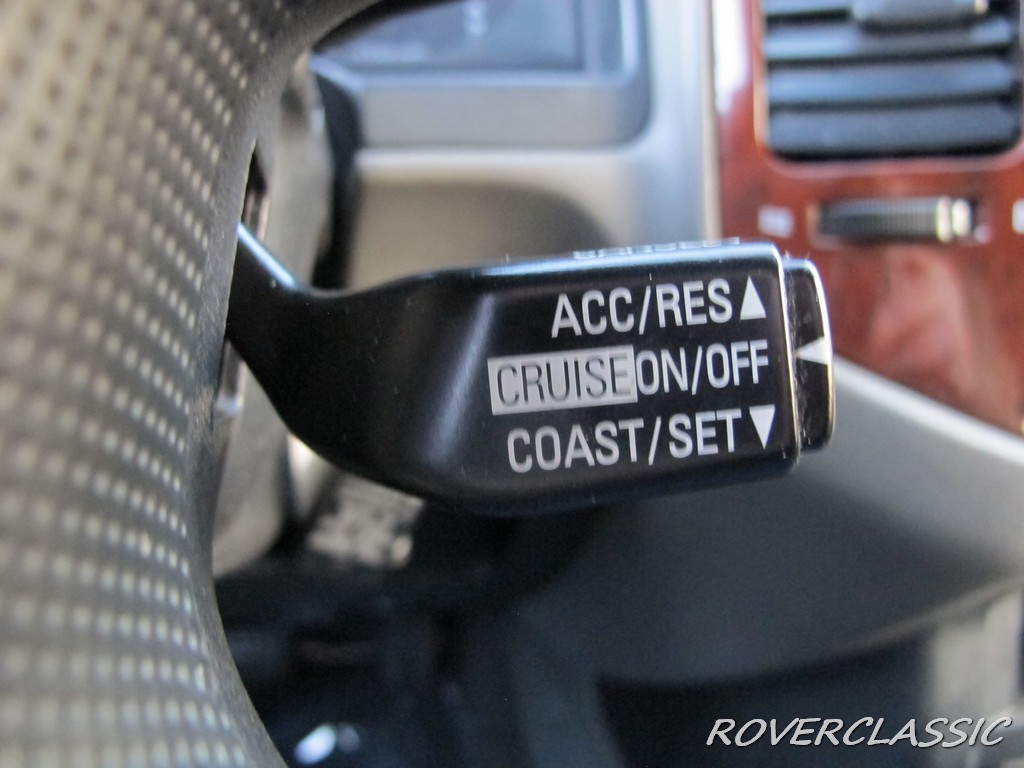 ACC/RES▲
CRUISE ON/OFF
COAST/SET▼
ROVERCLASSIC